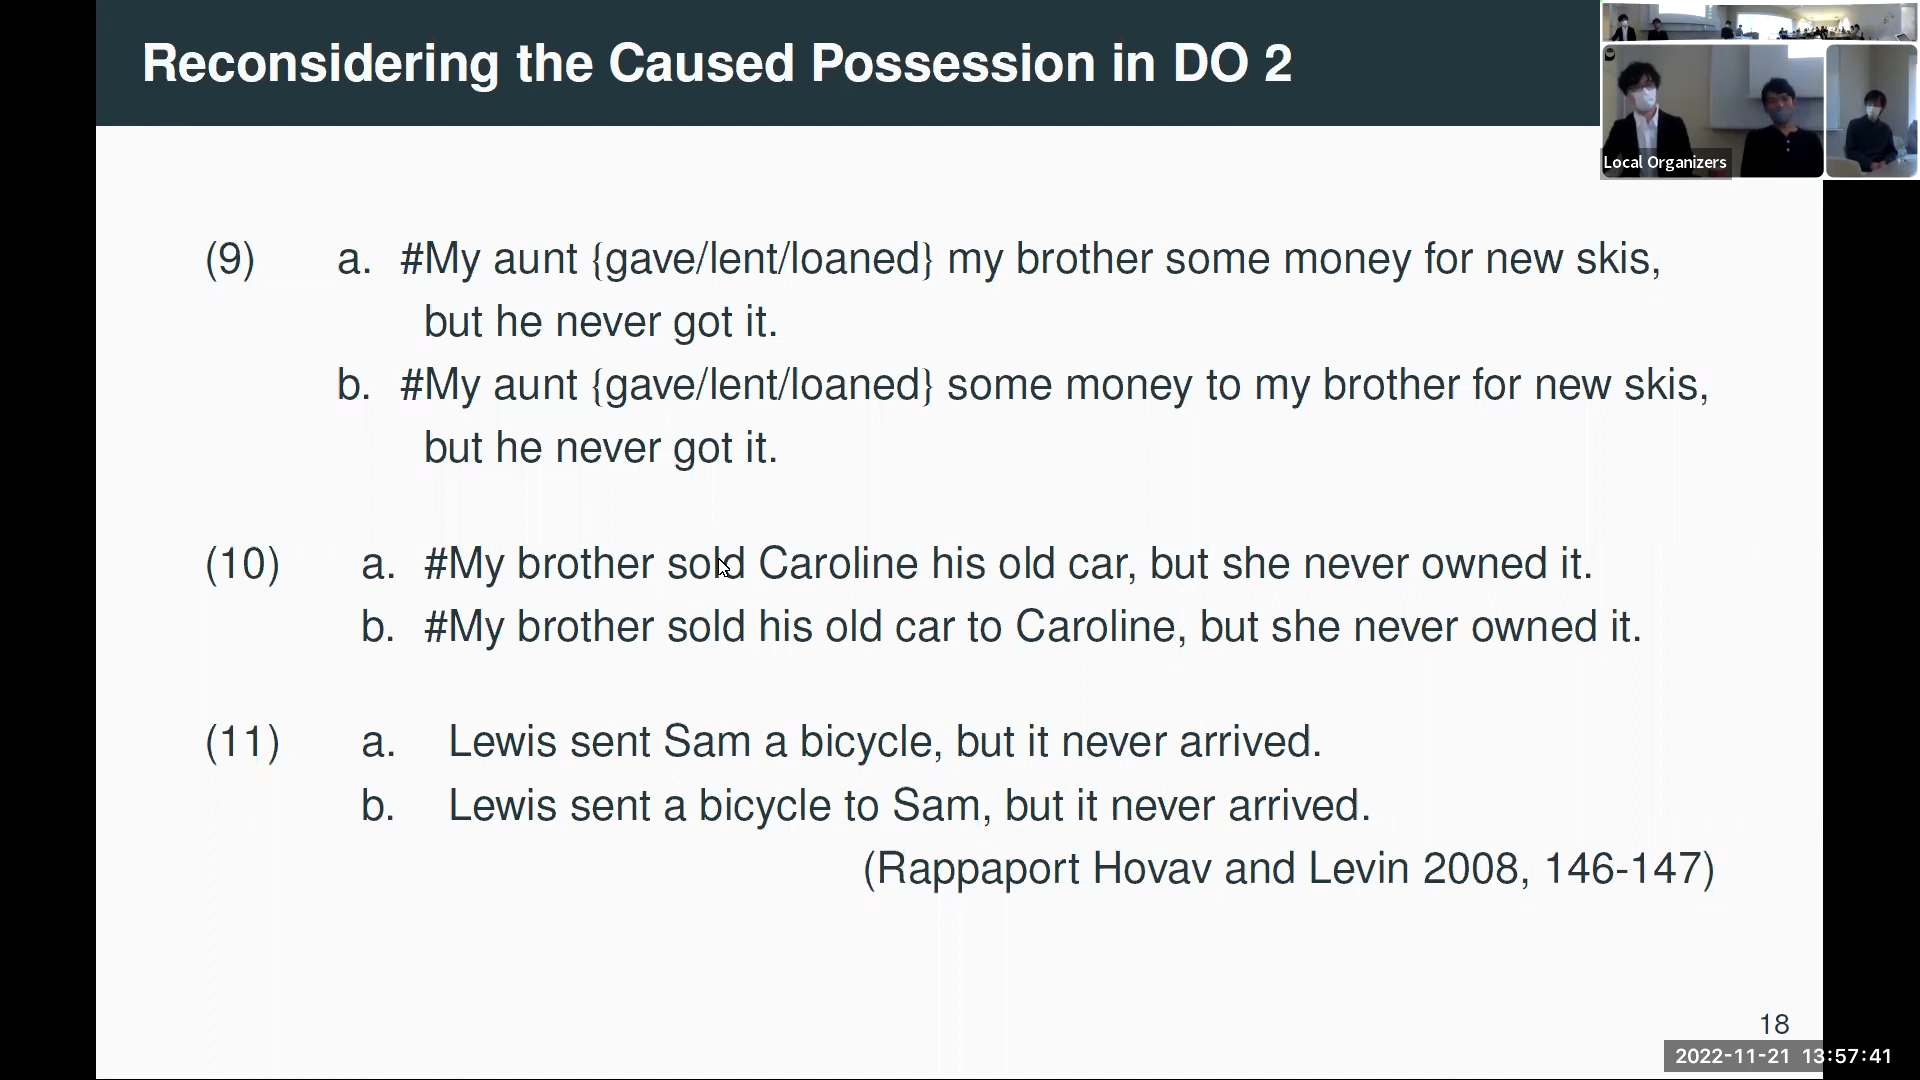 Reconsidering the Caused Possession in DO 2
Local Organizers
(9) a. #My aunt {gave/lent/loaned} my brother some money for new skis,
but he never got it.
b. #My aunt {gave/lent/loaned} some money to my brother for new skis,
but he never got it.
(10) a. #My brother sold Caroline his old car, but she never owned it.
b. #My brother sold his old car to Caroline, but she never owned it.
(11) a. Lewis sent Sam a bicycle, but it never arrived.
b. Lewis sent a bicycle to Sam, but it never arrived.
(Rappaport Hovav and Levin 2008, 146-147)
18
2022-11-21 13:57:41